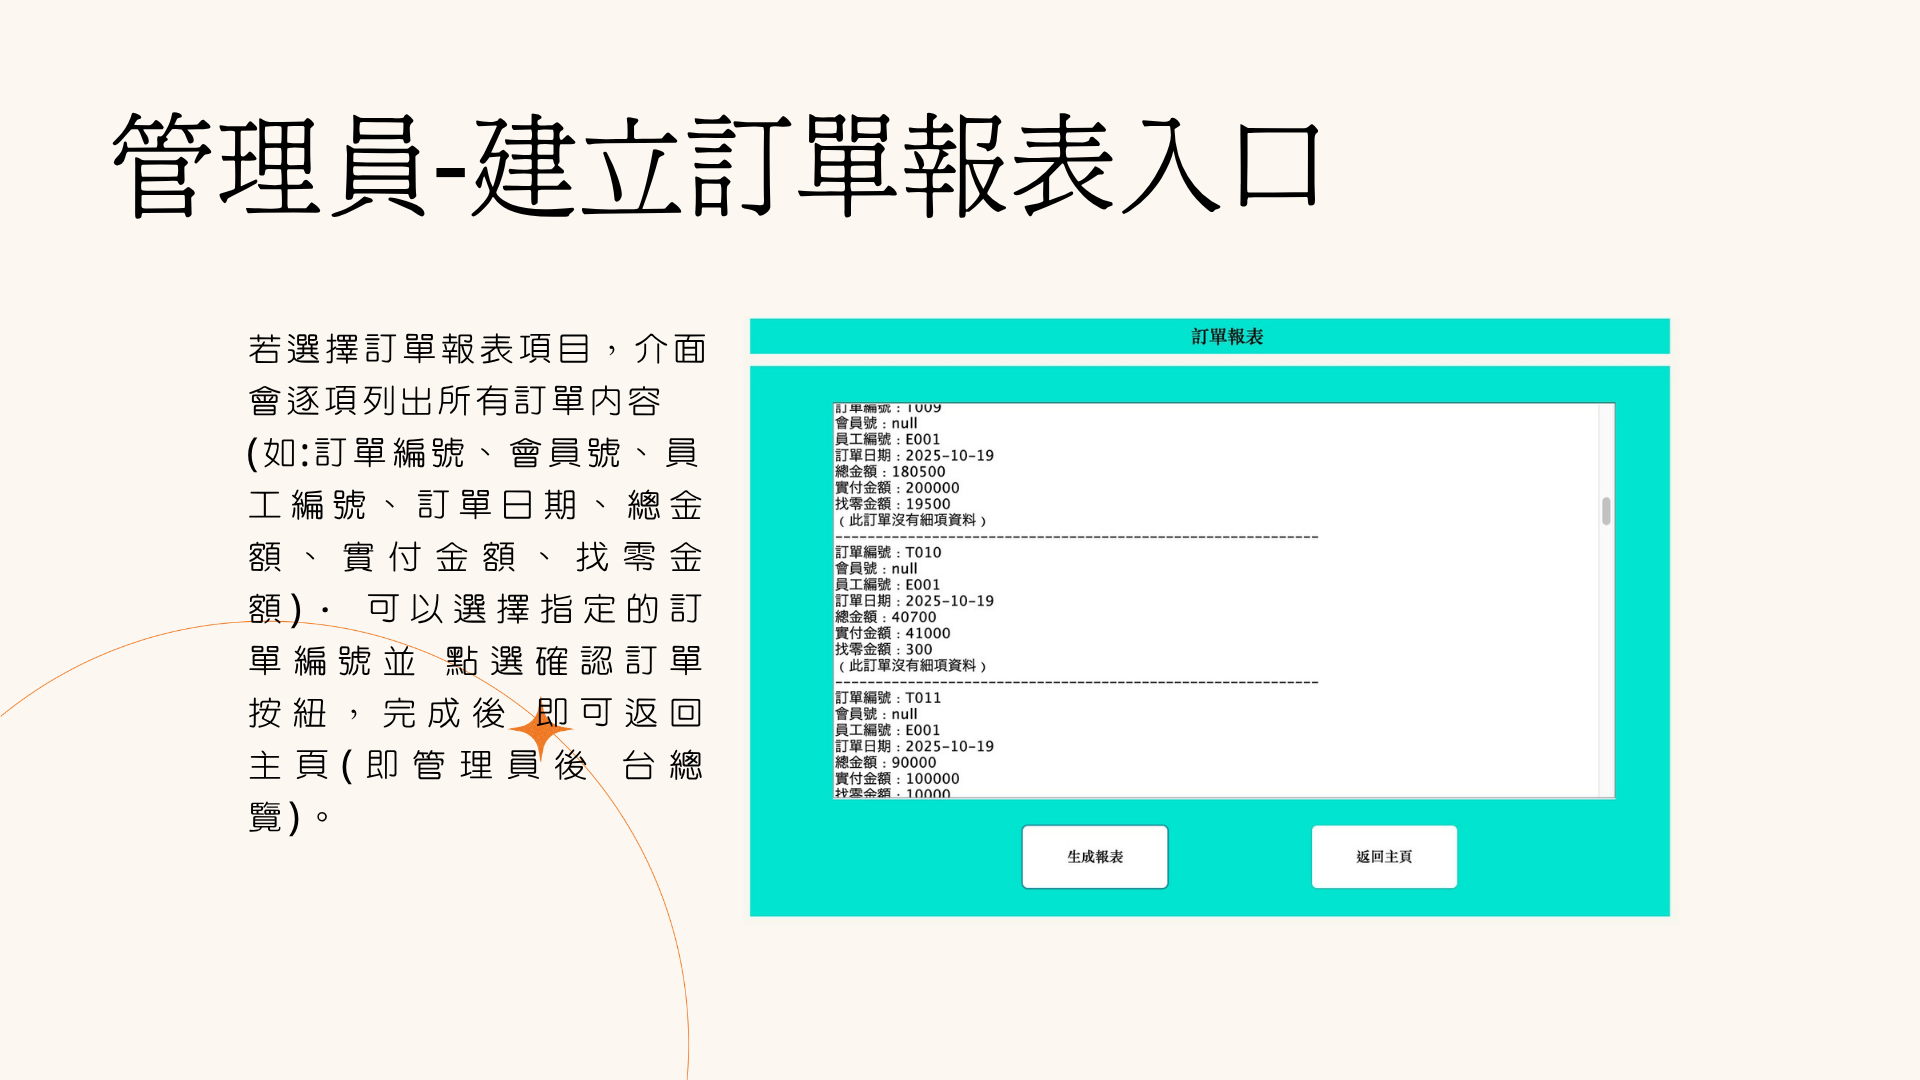 管理員-建立訂單報表入口
若選擇訂單報表項目，介面
會逐項列出所有訂單內容
(如:訂單編號、會員號、員
工編號、訂單日期、總金
額、實付金額、找零金
額)． 可以選擇指定的訂
單編號並 點選確認訂單
按紐，完成後 即可返回
主頁(即管理員後 台總
覽)。
訂單報表
訂單編號：T009
會員號：null
員工編號：E001
訂單日期：2025-10-19
總金額：180500
實付金額：200000
找零金額：19500
（此訂單沒有細項資料）
------------------------------------------------------------
訂單編號：T010
會員號：null
員工編號：E001
訂單日期：2025-10-19
總金額：40700
實付金額：41000
找零金額：300
（此訂單沒有細項資料）
------------------------------------------------------------
訂單編號：T011
會員號：null
員工編號：E001
訂單日期：2025-10-19
總金額：90000
實付金額：100000
找零金額：10000
生成報表
返回主頁